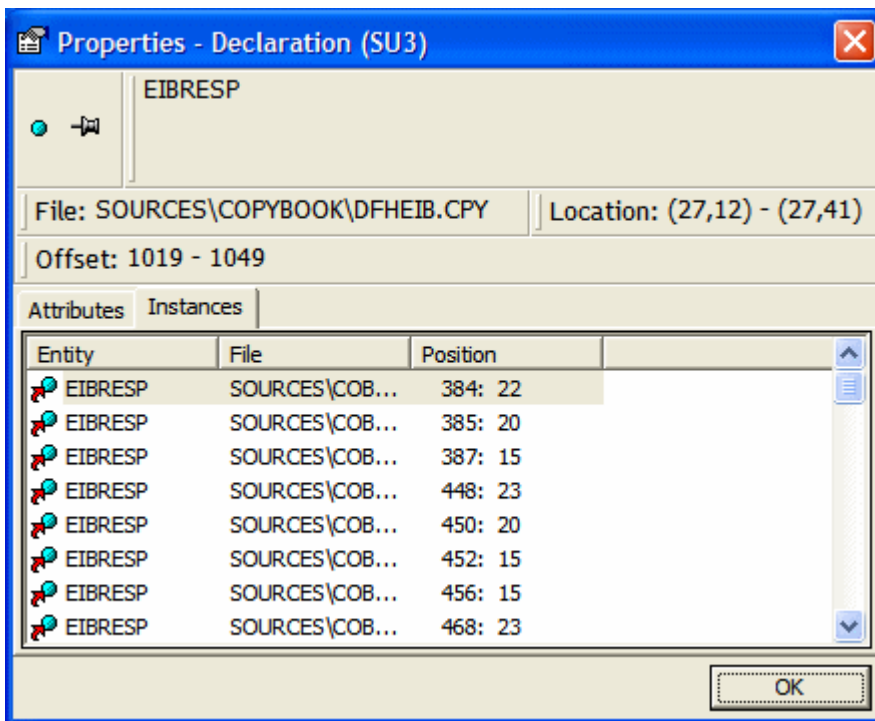 Properties - Declaration (SU3)
EIBRESP
File: SOURCES\COPYBOOK\DFHEIB.CPY Location: (27,12) - (27,41)
Offset: 1019 - 1049
Attributes Instances
Entity File Position
EIBRESP SOURCES\COB... 384: 22
EIBRESP SOURCES\COB... 385: 20
EIBRESP SOURCES\COB... 387: 15
EIBRESP SOURCES\COB... 448: 23
EIBRESP SOURCES\COB... 450: 20
EIBRESP SOURCES\COB... 452: 15
EIBRESP SOURCES\COB... 456: 15
EIBRESP SOURCES\COB... 468: 23
OK